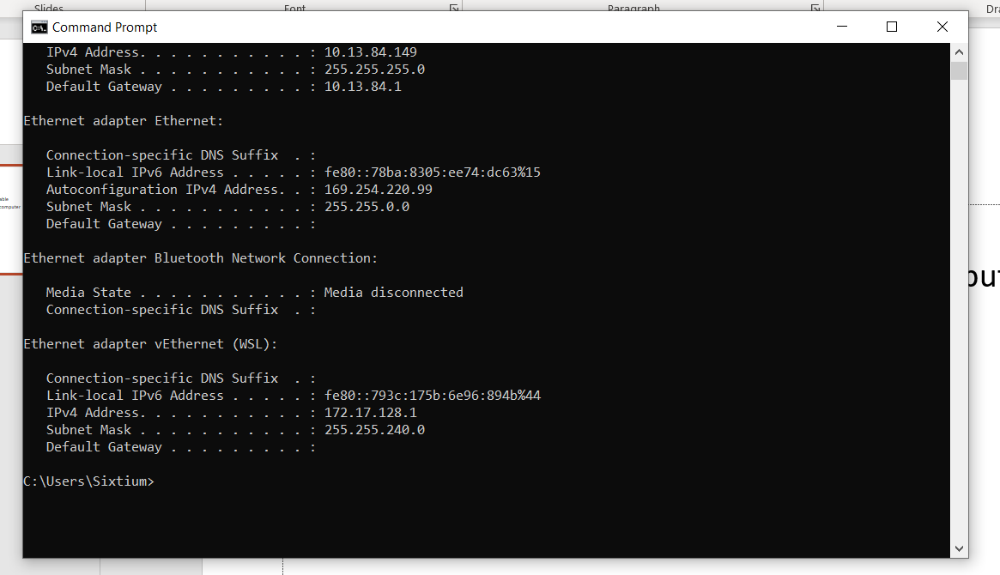 Slides
Font
Paragraph
Command Prompt
IPv4 Address. . . . . . . . . . . : 10.13.84.149
Subnet Mask . . . . . . . . . . . : 255.255.255.0
Default Gateway . . . . . . . . . : 10.13.84.1
Ethernet adapter Ethernet:
Connection-specific DNS Suffix  . :
Link-local IPv6 Address . . . . . : fe80::78ba:8305:ee74:dc63%15
Autoconfiguration IPv4 Address. . : 169.254.220.99
Subnet Mask . . . . . . . . . . . : 255.255.0.0
Default Gateway . . . . . . . . . :
Ethernet adapter Bluetooth Network Connection:
Media State . . . . . . . . . . . : Media disconnected
Connection-specific DNS Suffix  . :
Ethernet adapter vEthernet (WSL):
Connection-specific DNS Suffix  . :
Link-local IPv6 Address . . . . . : fe80::793c:175b:6e96:894b%44
IPv4 Address. . . . . . . . . . . : 172.17.128.1
Subnet Mask . . . . . . . . . . . : 255.255.240.0
Default Gateway . . . . . . . . . :
C:\Users\Sixtium>
computer